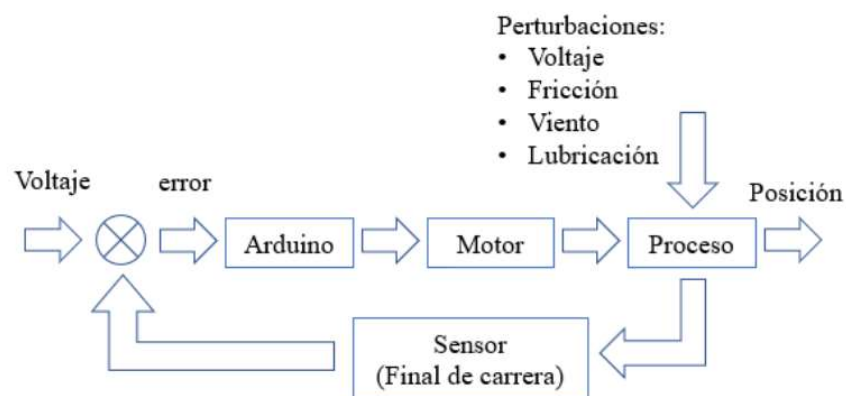 Perturbaciones:
• Voltaje
• Fricción
• Viento
• Lubricación
Voltaje
error
Posición
Arduino
Motor
Proceso
Sensor
(Final de carrera)